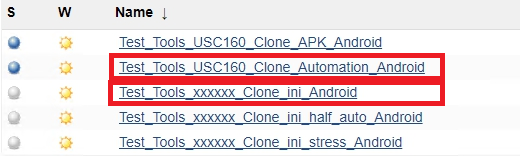 S W Name ↓
Test_Tools_USC160_Clone_APK_Android
Test_Tools_USC160_Clone_Automation_Android
Test_Tools_xxxxxx_Clone_ini_Android
Test_Tools_xxxxxx_Clone_ini_half_auto_Android
Test_Tools_xxxxxx_Clone_ini_stress_Android